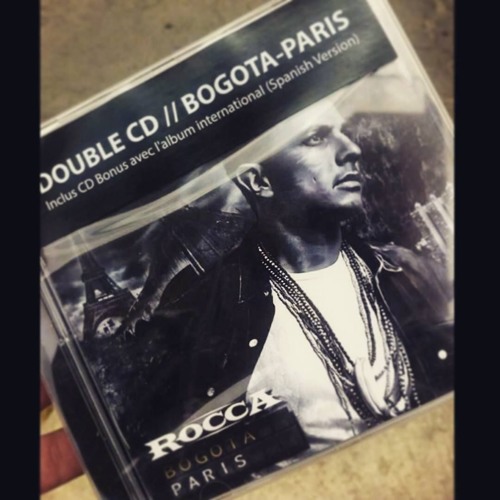 DOUBLE CD // BOGOTA-PARIS
Inclus CD Bonus avec l'album international (Spanish Version)
ROCCA
BOGOTA
PARIS